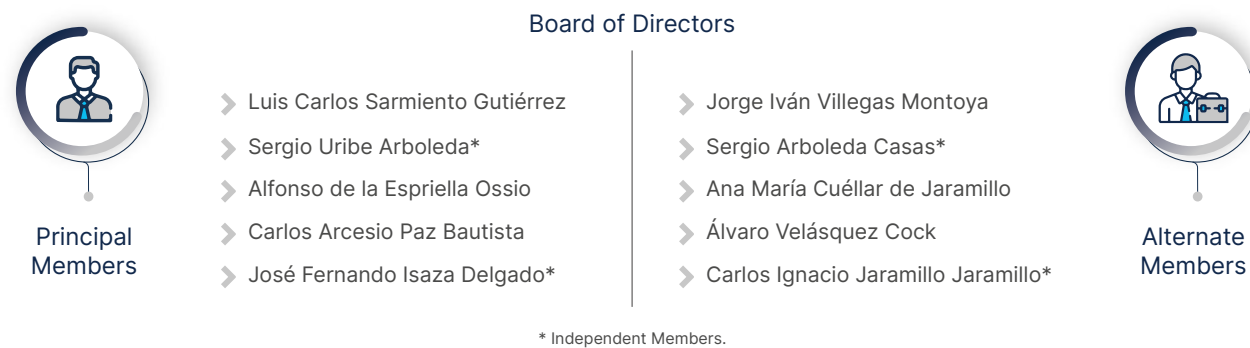 Board of Directors
Principal
Members
Luis Carlos Sarmiento Gutiérrez
Sergio Uribe Arboleda*
Alfonso de la Espriella Ossio
Carlos Arcesio Paz Bautista
José Fernando Isaza Delgado*
Jorge Iván Villegas Montoya
Sergio Arboleda Casas*
Ana María Cuéllar de Jaramillo
Álvaro Velásquez Cock
Carlos Ignacio Jaramillo Jaramillo*
Alternate
Members
* Independent Members.